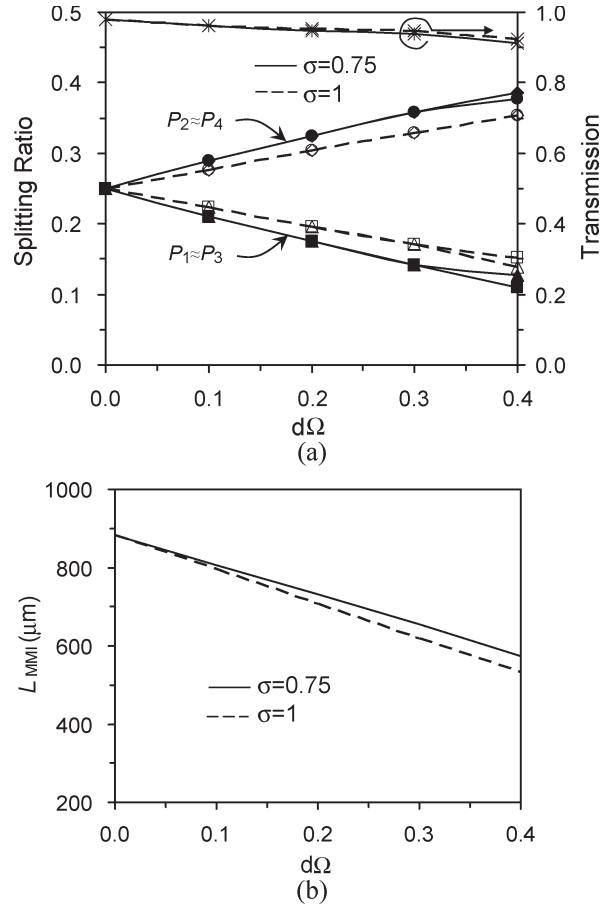 0.5
0.4
0.3
0.2
0.1
0.0
Splitting Ratio
1.0
0.8
0.6
0.4
0.2
0.0
Transmission
σ=0.75
σ=1
P2≈P4
P1≈P3
0.0 0.1 0.2 0.3 0.4
dΩ
(a)
1000
800
600
400
200
LMMI (μm)
σ=0.75
σ=1
0.0 0.1 0.2 0.3 0.4
dΩ
(b)